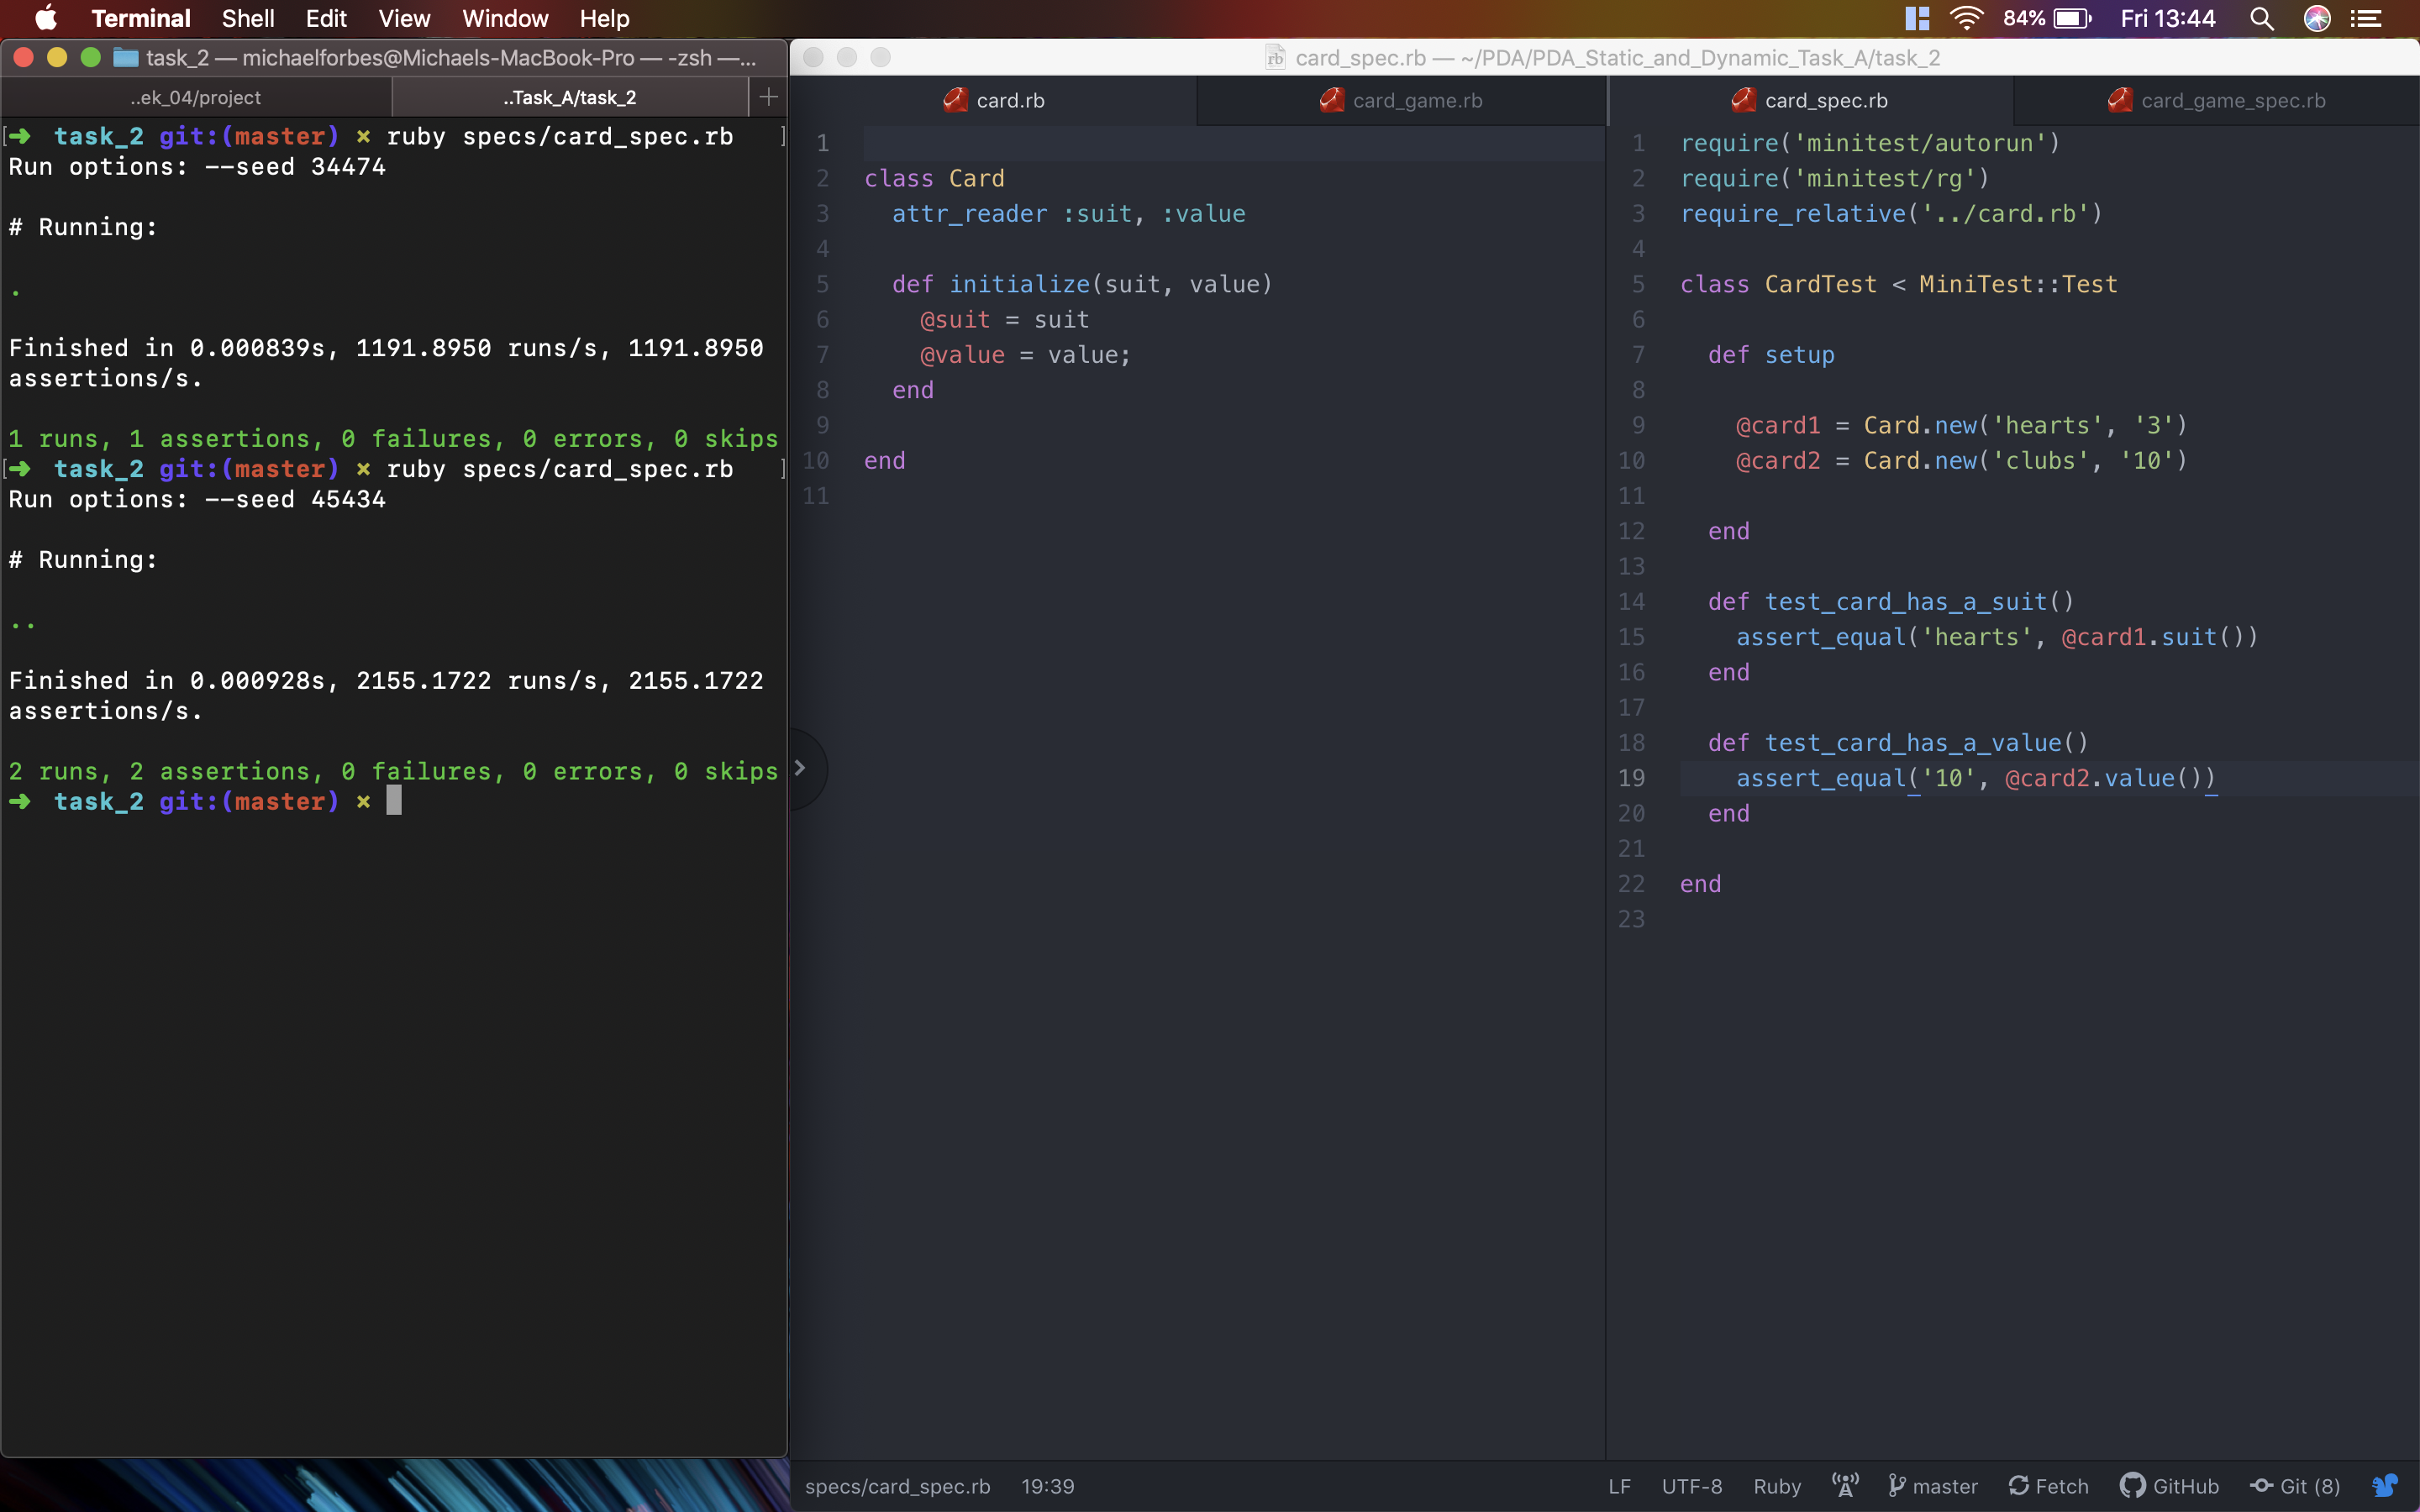 Terminal Shell Edit View Window Help 84% Fri 13:44
task_2 — michaelforbes@Michaels-MacBook-Pro — -zsh —...
..ek_04/project ..Task_A/task_2 +
[➜ task_2 git:(master) × ruby specs/card_spec.rb ]
Run options: --seed 34474
# Running:
.
Finished in 0.000839s, 1191.8950 runs/s, 1191.8950
assertions/s.
1 runs, 1 assertions, 0 failures, 0 errors, 0 skips
[➜ task_2 git:(master) × ruby specs/card_spec.rb ]
Run options: --seed 45434
# Running:
..
Finished in 0.000928s, 2155.1722 runs/s, 2155.1722
assertions/s.
2 runs, 2 assertions, 0 failures, 0 errors, 0 skips
➜ task_2 git:(master) ×
card_spec.rb — ~/PDA/PDA_Static_and_Dynamic_Task_A/task_2
card.rb card_game.rb
1
2 class Card
3 attr_reader :suit, :value
4
5 def initialize(suit, value)
6 @suit = suit
7 @value = value;
8 end
9
10 end
11
card_spec.rb card_game_spec.rb
1 require('minitest/autorun')
2 require('minitest/rg')
3 require_relative('../card.rb')
4
5 class CardTest < MiniTest::Test
6
7 def setup
8
9 @card1 = Card.new('hearts', '3')
10 @card2 = Card.new('clubs', '10')
11
12 end
13
14 def test_card_has_a_suit()
15 assert_equal('hearts', @card1.suit())
16 end
17
18 def test_card_has_a_value()
19 assert_equal('10', @card2.value())
20 end
21
22 end
23
specs/card_spec.rb 19:39 LF UTF-8 Ruby master Fetch GitHub Git (8)